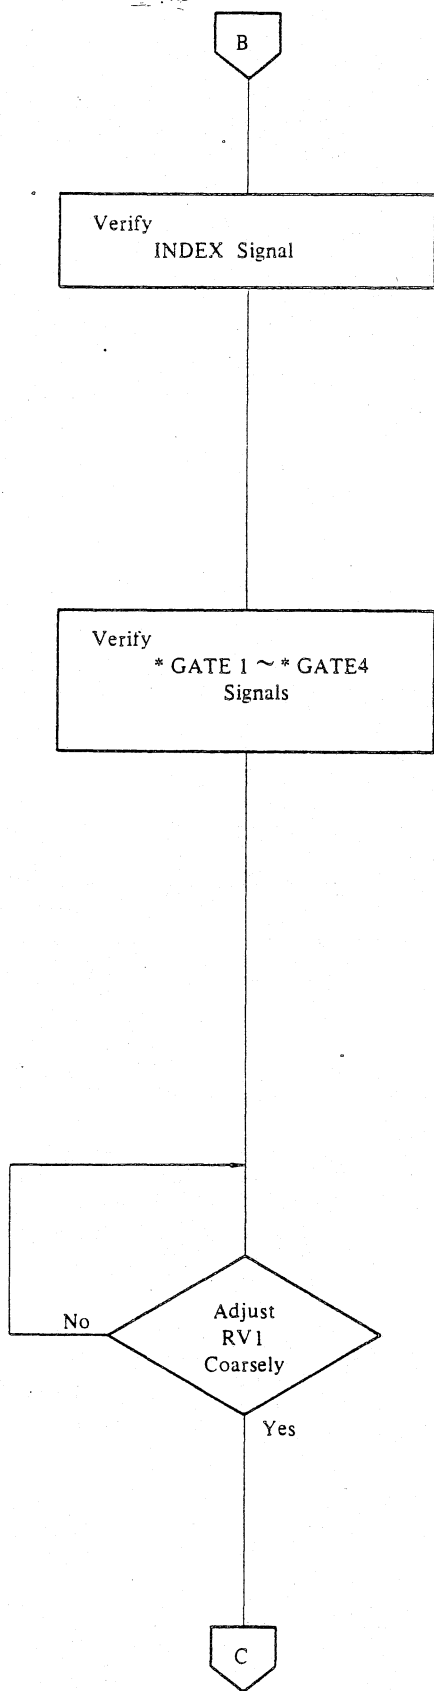 B
Verify
INDEX Signal
Verify
* GATE 1 ~ * GATE4
Signals
No
Adjust
RV1
Coarsely
Yes
C